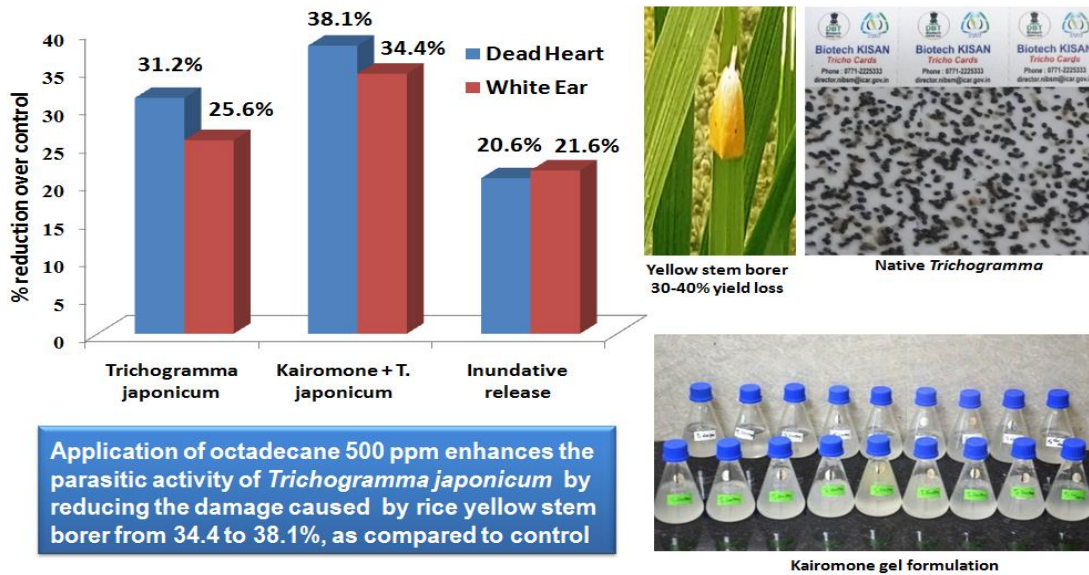 40
35
30
25
20
15
10
5
0
% reduction over control
31.2%
25.6%
38.1%
34.4%
20.6%
21.6%
Dead Heart
White Ear
Trichogramma
japonicum
Kairomone + T.
japonicum
Inundative
release
Application of octadecane 500 ppm enhances the
parasitic activity of Trichogramma japonicum by
reducing the damage caused by rice yellow stem
borer from 34.4 to 38.1%, as compared to control
Yellow stem borer
30-40% yield loss
DBT
Biotech KISAN
Tricho Cards
Phone : 0771-2225333
director.nibsm@icar.gov.in
Biotech KISAN
Tricho Cards
Phone : 0771-2225333
director.nibsm@icar.gov.in
DBT
Biotech KISAN
Tricho Cards
Phone : 0771-2225333
director.nibsm@icar.gov.in
Native Trichogramma
Kairomone gel formulation